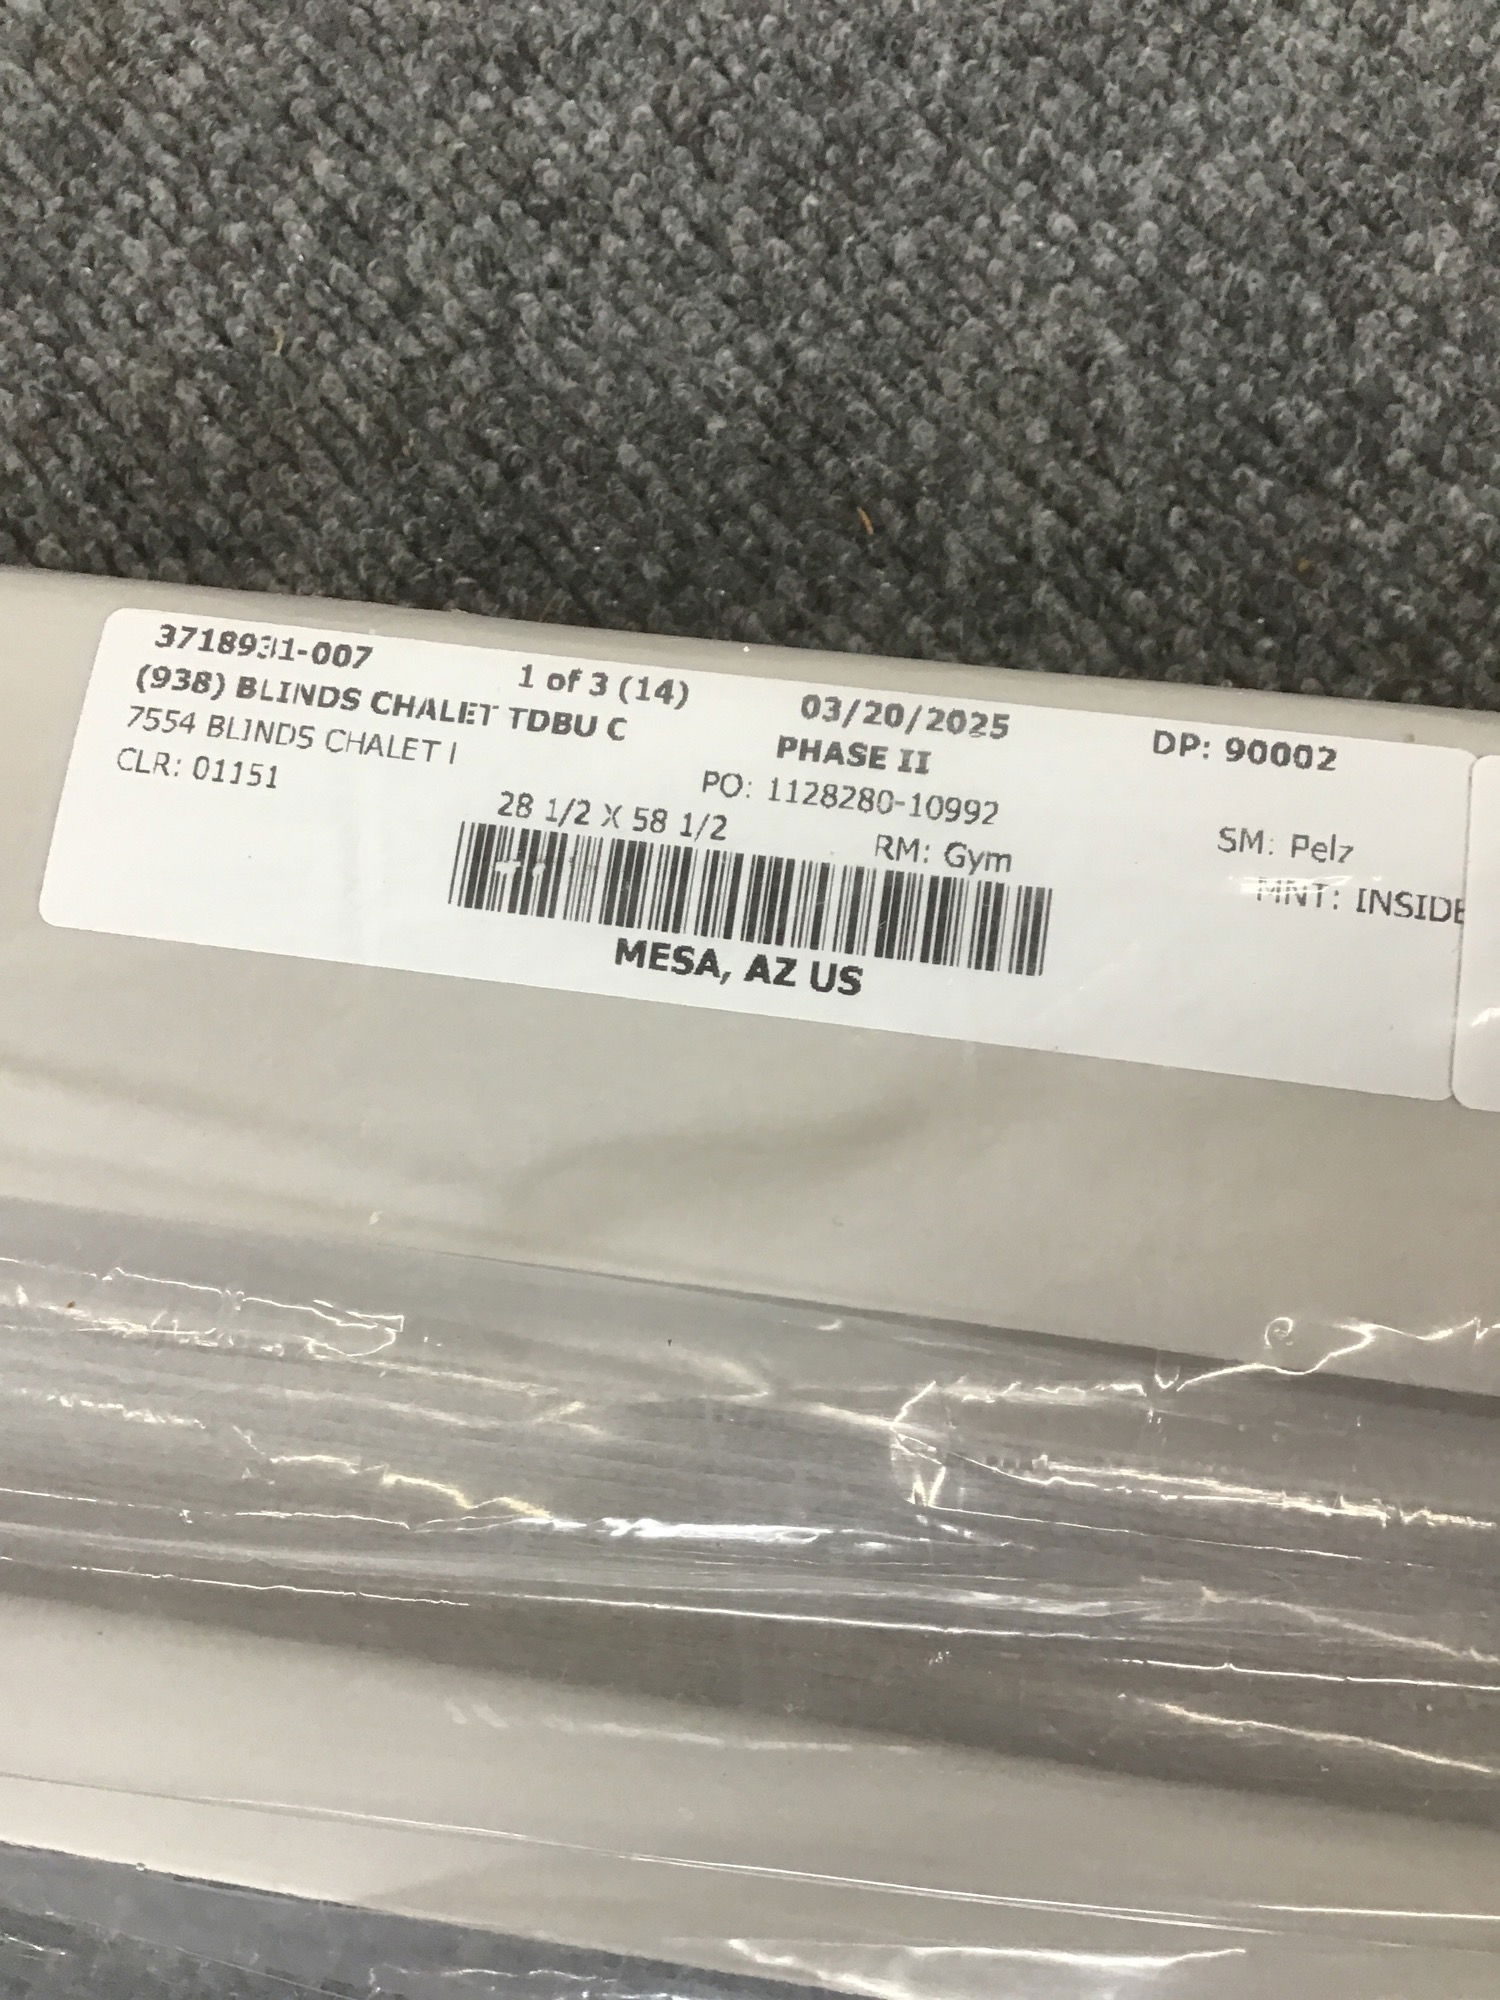 3718931-007 1 of 3 (14) 03/20/2025 DP: 90002
(938) BLINDS CHALET TDBU C PHASE II
7554 BLINDS CHALET I PO: 1128280-10992 SM: Pelz
CLR: 01151 28 1/2 X 58 1/2 RM: Gym MNT: INSIDE
MESA, AZ US